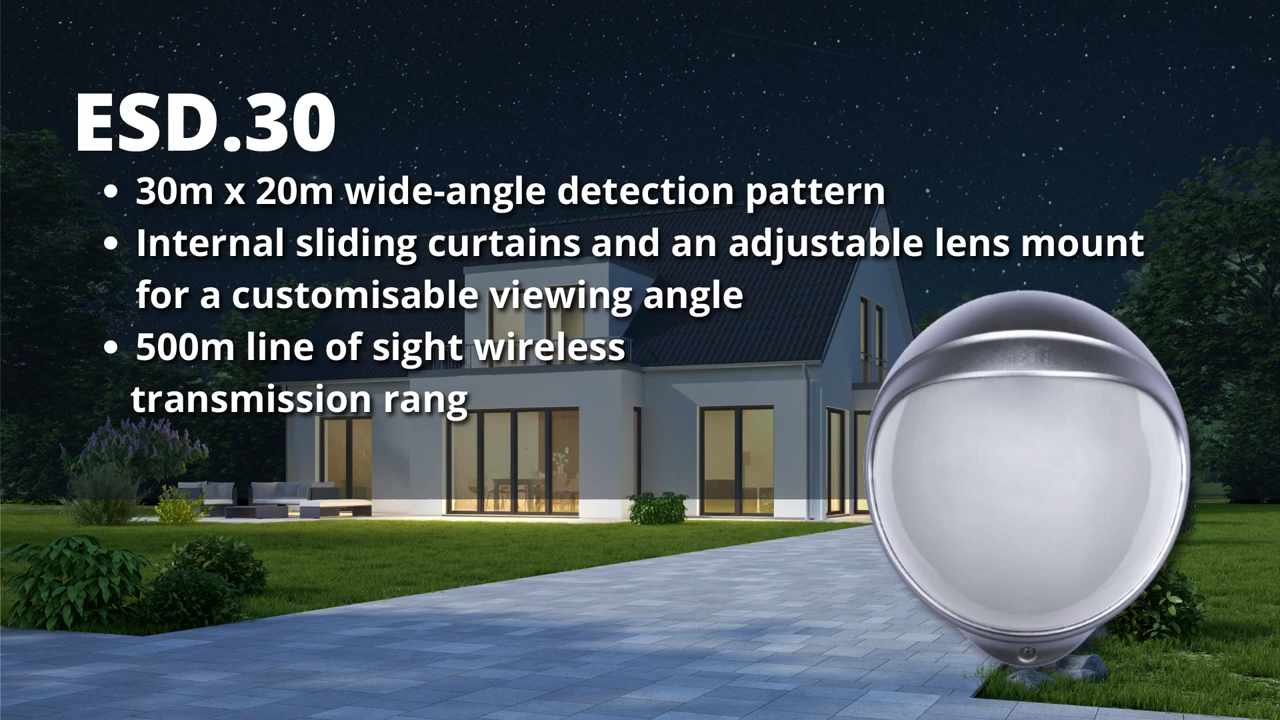 ESD.30
• 30m x 20m wide-angle detection pattern
• Internal sliding curtains and an adjustable lens mount
for a customisable viewing angle
• 500m line of sight wireless
transmission rang